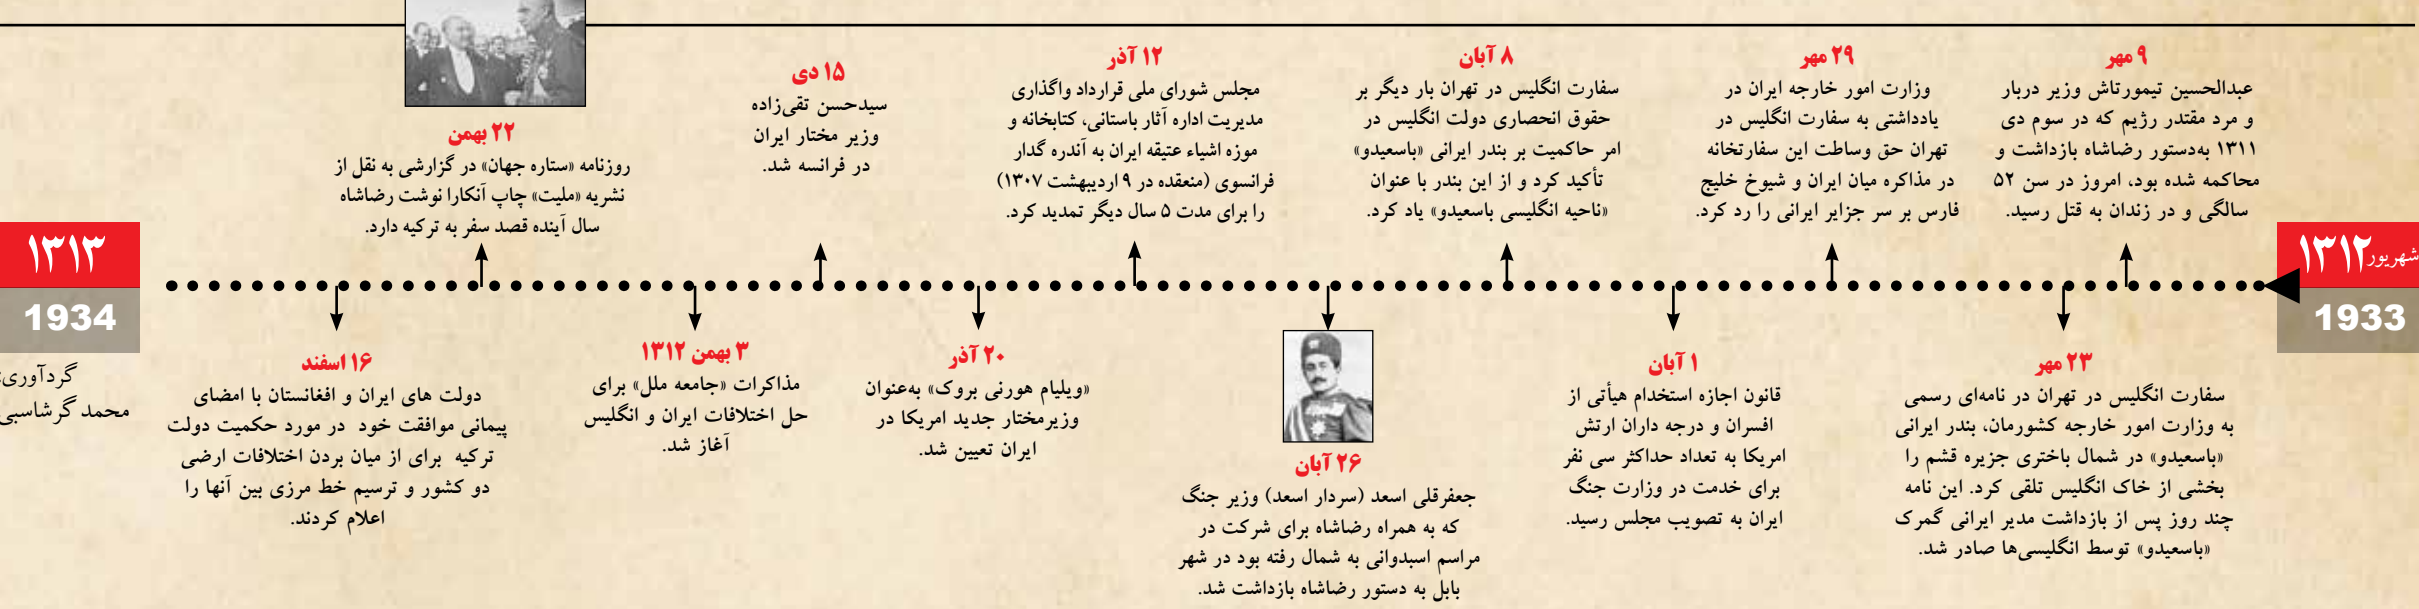 شهریور ۱۳۱۲
1933
۹ مهر
عبدالحسین تیمورتاش وزیر دربار
و مرد مقتدر رژیم که در سوم دی
۱۳۱۱ به‌دستور رضاشاه بازداشت و
محاکمه شده بود، امروز در سن ۵۲
سالگی و در زندان به قتل رسید.
۲۳ مهر
سفارت انگلیس در تهران در نامه‌ای رسمی
به وزارت امور خارجه کشورمان، بندر ایرانی
«باسعیدو» در شمال باختری جزیره قشم را
بخشی از خاک انگلیس تلقی کرد. این نامه
چند روز پس از بازداشت مدیر ایرانی گمرک
«باسعیدو» توسط انگلیسی‌ها صادر شد.
۲۹ مهر
وزارت امور خارجه ایران در
یادداشتی به سفارت انگلیس در
تهران حق وساطت این سفارتخانه
در مذاکره میان ایران و شیوخ خلیج
فارس بر سر جزایر ایرانی را رد کرد.
۱ آبان
قانون اجازه استخدام هیأتی از
افسران و درجه داران ارتش
امریکا به تعداد حداکثر سی نفر
برای خدمت در وزارت جنگ
ایران به تصویب مجلس رسید.
۸ آبان
سفارت انگلیس در تهران بار دیگر بر
حقوق انحصاری دولت انگلیس در
امر حاکمیت بر بندر ایرانی «باسعیدو»
تأکید کرد و از این بندر با عنوان
«ناحیه انگلیسی باسعیدو» یاد کرد.
۲۶ آبان
جعفرقلی اسعد (سردار اسعد) وزیر جنگ
که به همراه رضاشاه برای شرکت در
مراسم اسبدوانی به شمال رفته بود در شهر
بابل به دستور رضاشاه بازداشت شد.
۱۲ آذر
مجلس شورای ملی قرارداد واگذاری
مدیریت اداره آثار باستانی، کتابخانه و
موزه اشیاء عتیقه ایران به آندره گدار
فرانسوی (منعقده در ۹ اردیبهشت ۱۳۰۷)
را برای مدت ۵ سال دیگر تمدید کرد.
۲۰ آذر
«ویلیام هورنی بروک» به‌عنوان
وزیرمختار جدید امریکا در
ایران تعیین شد.
۱۵ دی
سیدحسن تقی‌زاده
وزیر مختار ایران
در فرانسه شد.
۳ بهمن ۱۳۱۲
مذاکرات «جامعه ملل» برای
حل اختلافات ایران و انگلیس
آغاز شد.
۲۲ بهمن
روزنامه «ستاره جهان» در گزارشی به نقل از
نشریه «ملیت» چاپ آنکارا نوشت رضاشاه
سال آینده قصد سفر به ترکیه دارد.
۱۶ اسفند
دولت های ایران و افغانستان با امضای
پیمانی موافقت خود در مورد حکمیت دولت
ترکیه برای از میان بردن اختلافات ارضی
دو کشور و ترسیم خط مرزی بین آنها را
اعلام کردند.
۱۳۱۳
1934
گردآوری:
محمد گرشاسبی